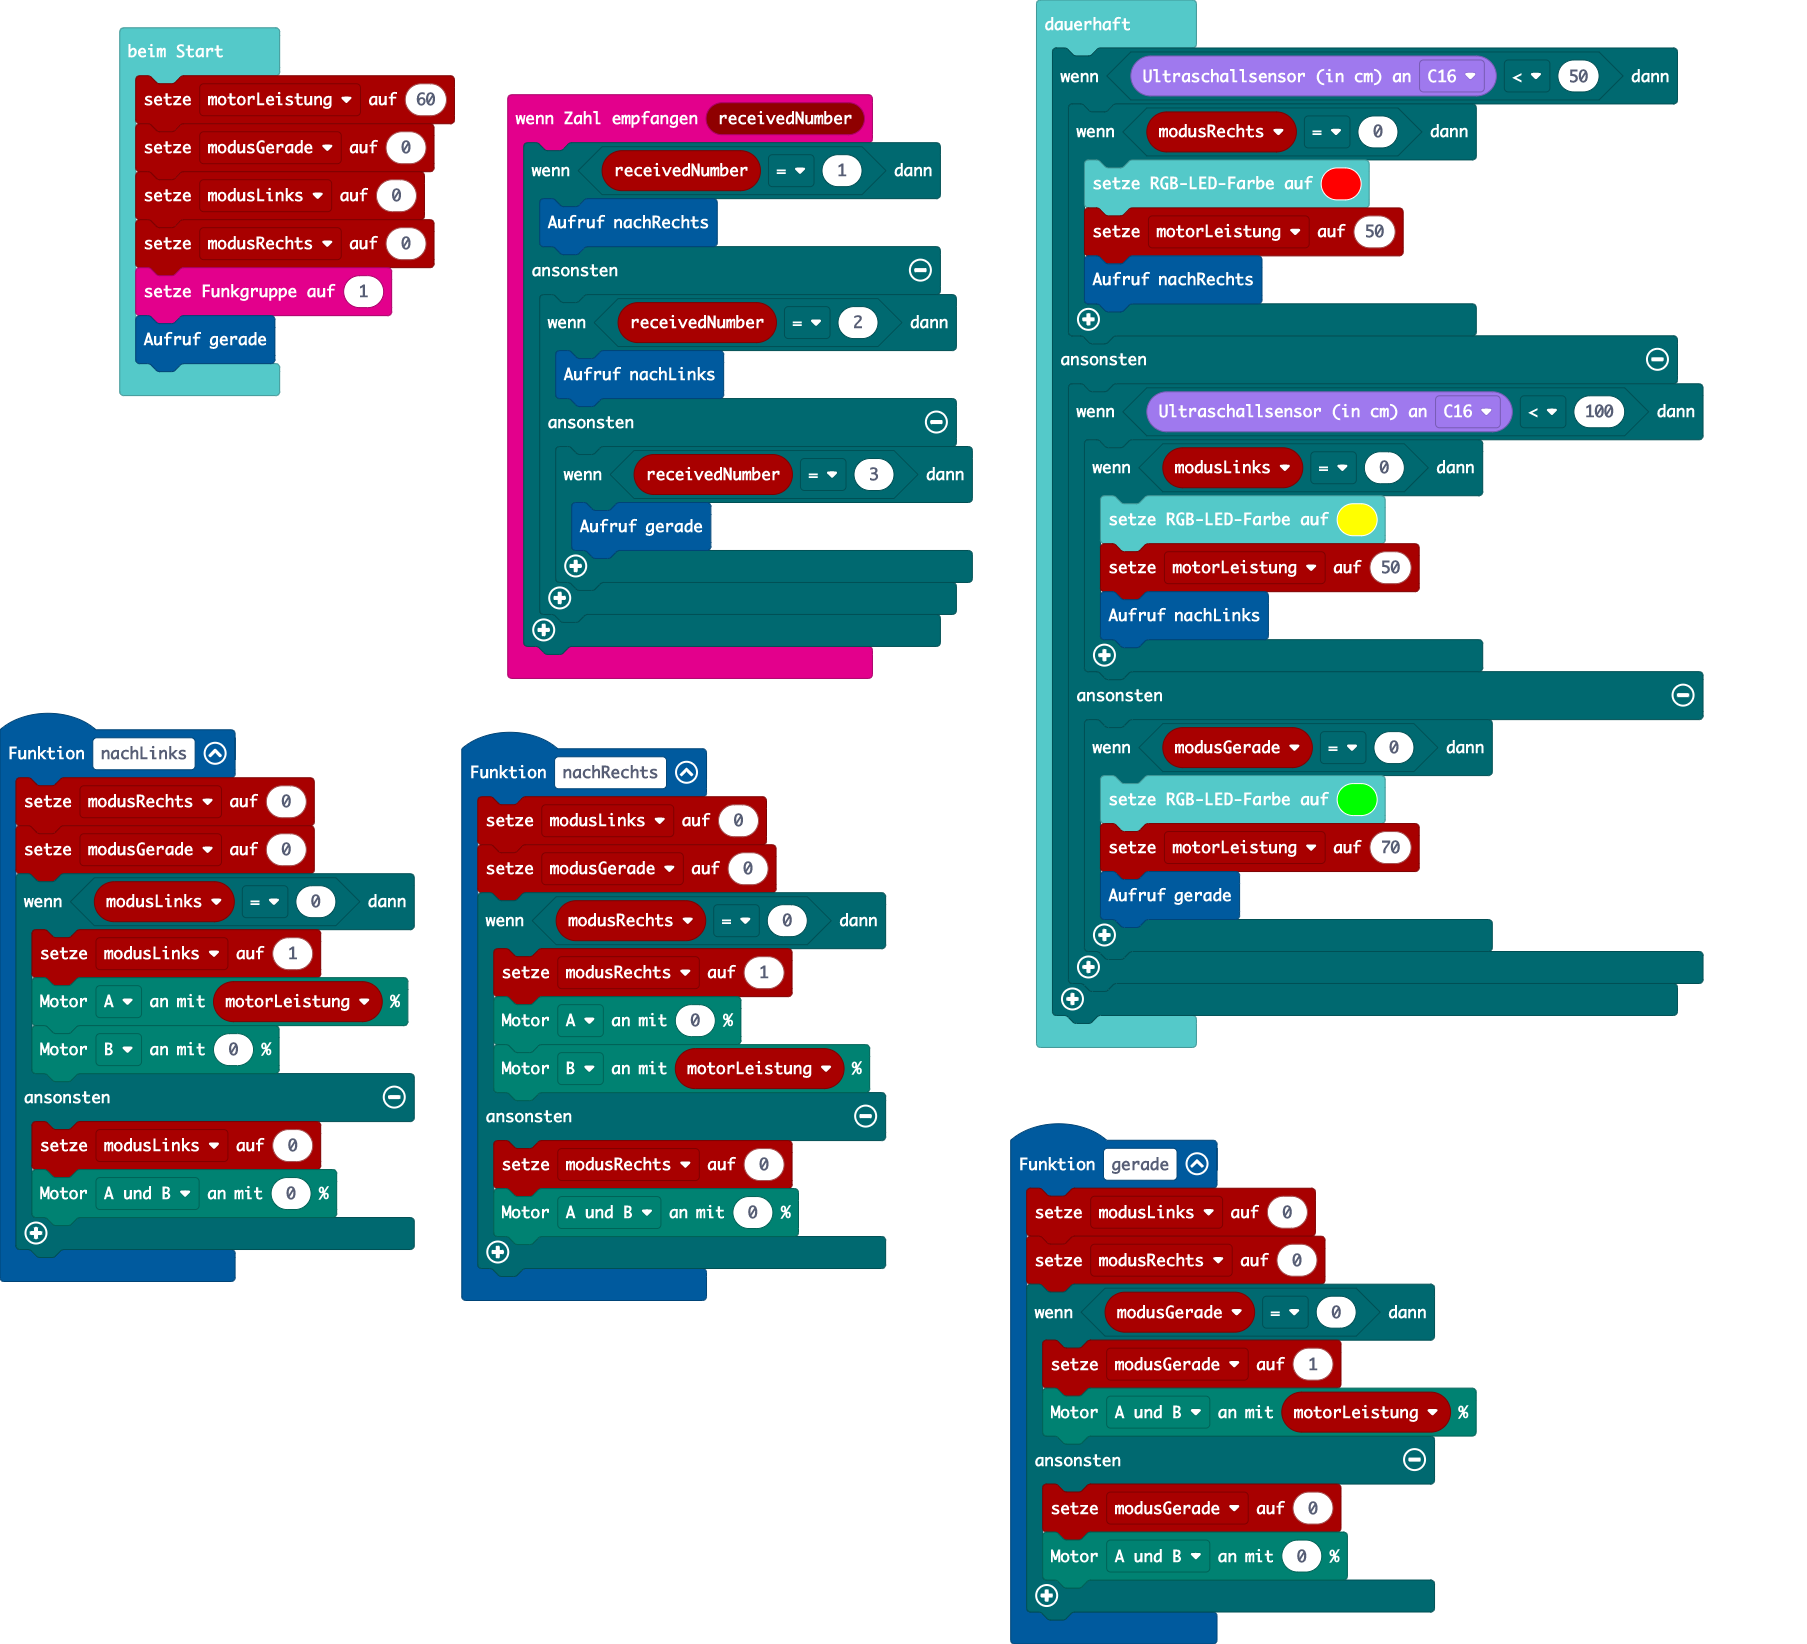 beim Start
setze motorLeistung auf 60
setze modusGerade auf 0
setze modusLinks auf 0
setze modusRechts auf 0
setze Funkgruppe auf 1
Aufruf gerade
wenn Zahl empfangen receivedNumber
wenn receivedNumber = 1 dann
Aufruf nachRechts
ansonsten
wenn receivedNumber = 2 dann
Aufruf nachLinks
ansonsten
wenn receivedNumber = 3 dann
Aufruf gerade
dauerhaft
wenn Ultraschallsensor (in cm) an C16 < 50 dann
wenn modusRechts = 0 dann
setze RGB-LED-Farbe auf
setze motorLeistung auf 50
Aufruf nachRechts
ansonsten
wenn Ultraschallsensor (in cm) an C16 < 100 dann
wenn modusLinks = 0 dann
setze RGB-LED-Farbe auf
setze motorLeistung auf 50
Aufruf nachLinks
ansonsten
wenn modusGerade = 0 dann
setze RGB-LED-Farbe auf
setze motorLeistung auf 70
Aufruf gerade
Funktion nachLinks
setze modusRechts auf 0
setze modusGerade auf 0
wenn modusLinks = 0 dann
setze modusLinks auf 1
Motor A an mit motorLeistung %
Motor B an mit 0 %
ansonsten
setze modusLinks auf 0
Motor A und B an mit 0 %
Funktion nachRechts
setze modusLinks auf 0
setze modusGerade auf 0
wenn modusRechts = 0 dann
setze modusRechts auf 1
Motor A an mit 0 %
Motor B an mit motorLeistung %
ansonsten
setze modusRechts auf 0
Motor A und B an mit 0 %
Funktion gerade
setze modusLinks auf 0
setze modusRechts auf 0
wenn modusGerade = 0 dann
setze modusGerade auf 1
Motor A und B an mit motorLeistung %
ansonsten
setze modusGerade auf 0
Motor A und B an mit 0 %